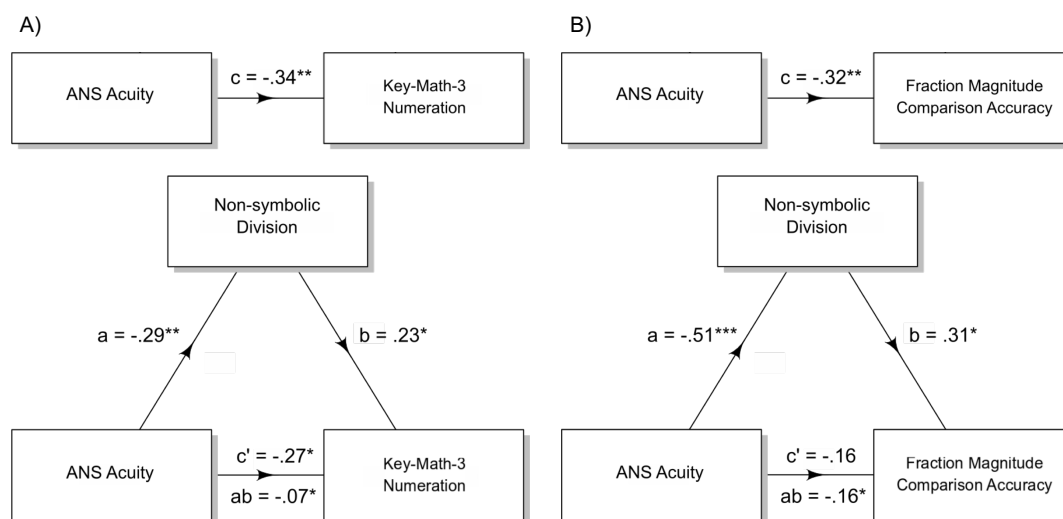 A)
ANS Acuity
c = -.34**
Key-Math-3
Numeration
Non-symbolic
Division
a = -.29**
b = .23*
ANS Acuity
c' = -.27*
ab = -.07*
Key-Math-3
Numeration
B)
ANS Acuity
c = -.32**
Fraction Magnitude
Comparison Accuracy
Non-symbolic
Division
a = -.51***
b = .31*
ANS Acuity
c' = -.16
ab = -.16*
Fraction Magnitude
Comparison Accuracy